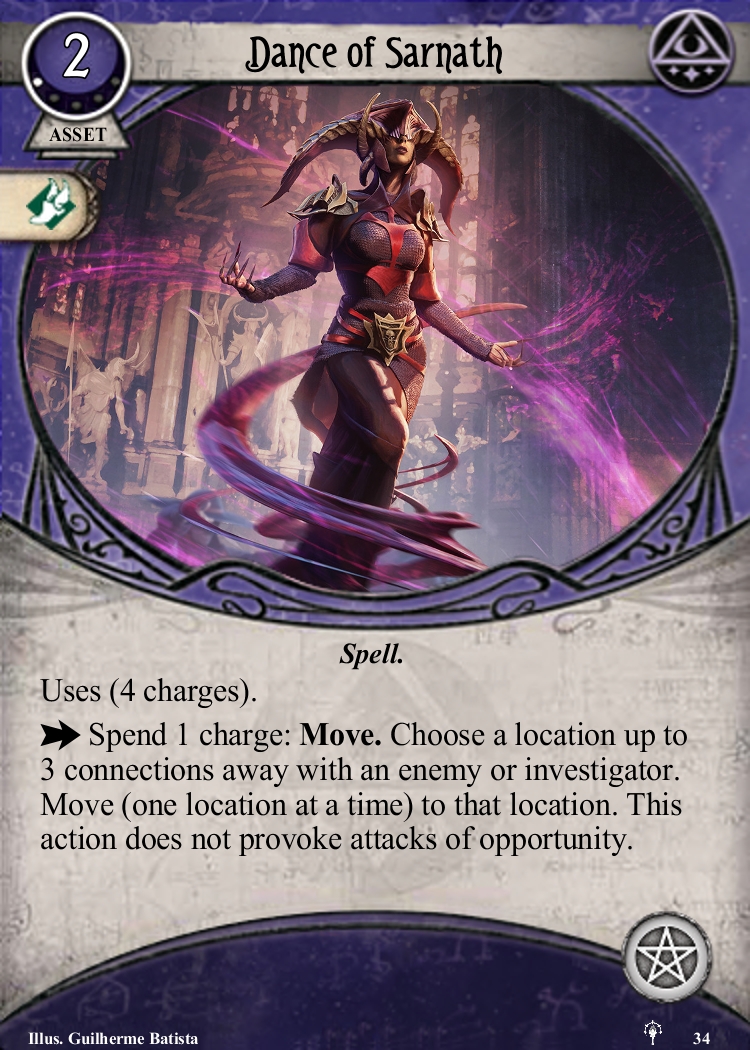 2
Dance of Sarnath
ASSET
Spell.
Uses (4 charges).
Spend 1 charge: Move. Choose a location up to
3 connections away with an enemy or investigator.
Move (one location at a time) to that location. This
action does not provoke attacks of opportunity.
Illus. Guilherme Batista
34